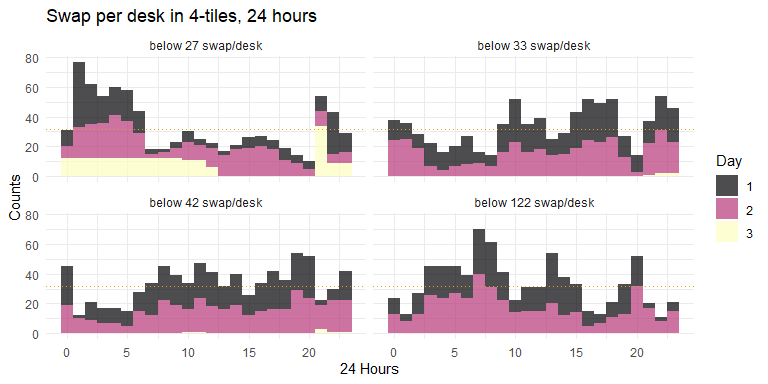 Swap per desk in 4-tiles, 24 hours
below 27 swap/desk
below 33 swap/desk
80
60
40
20
0
below 42 swap/desk
below 122 swap/desk
80
60
40
20
0
0 5 10 15 20
0 5 10 15 20
24 Hours
Counts
Day
1
2
3